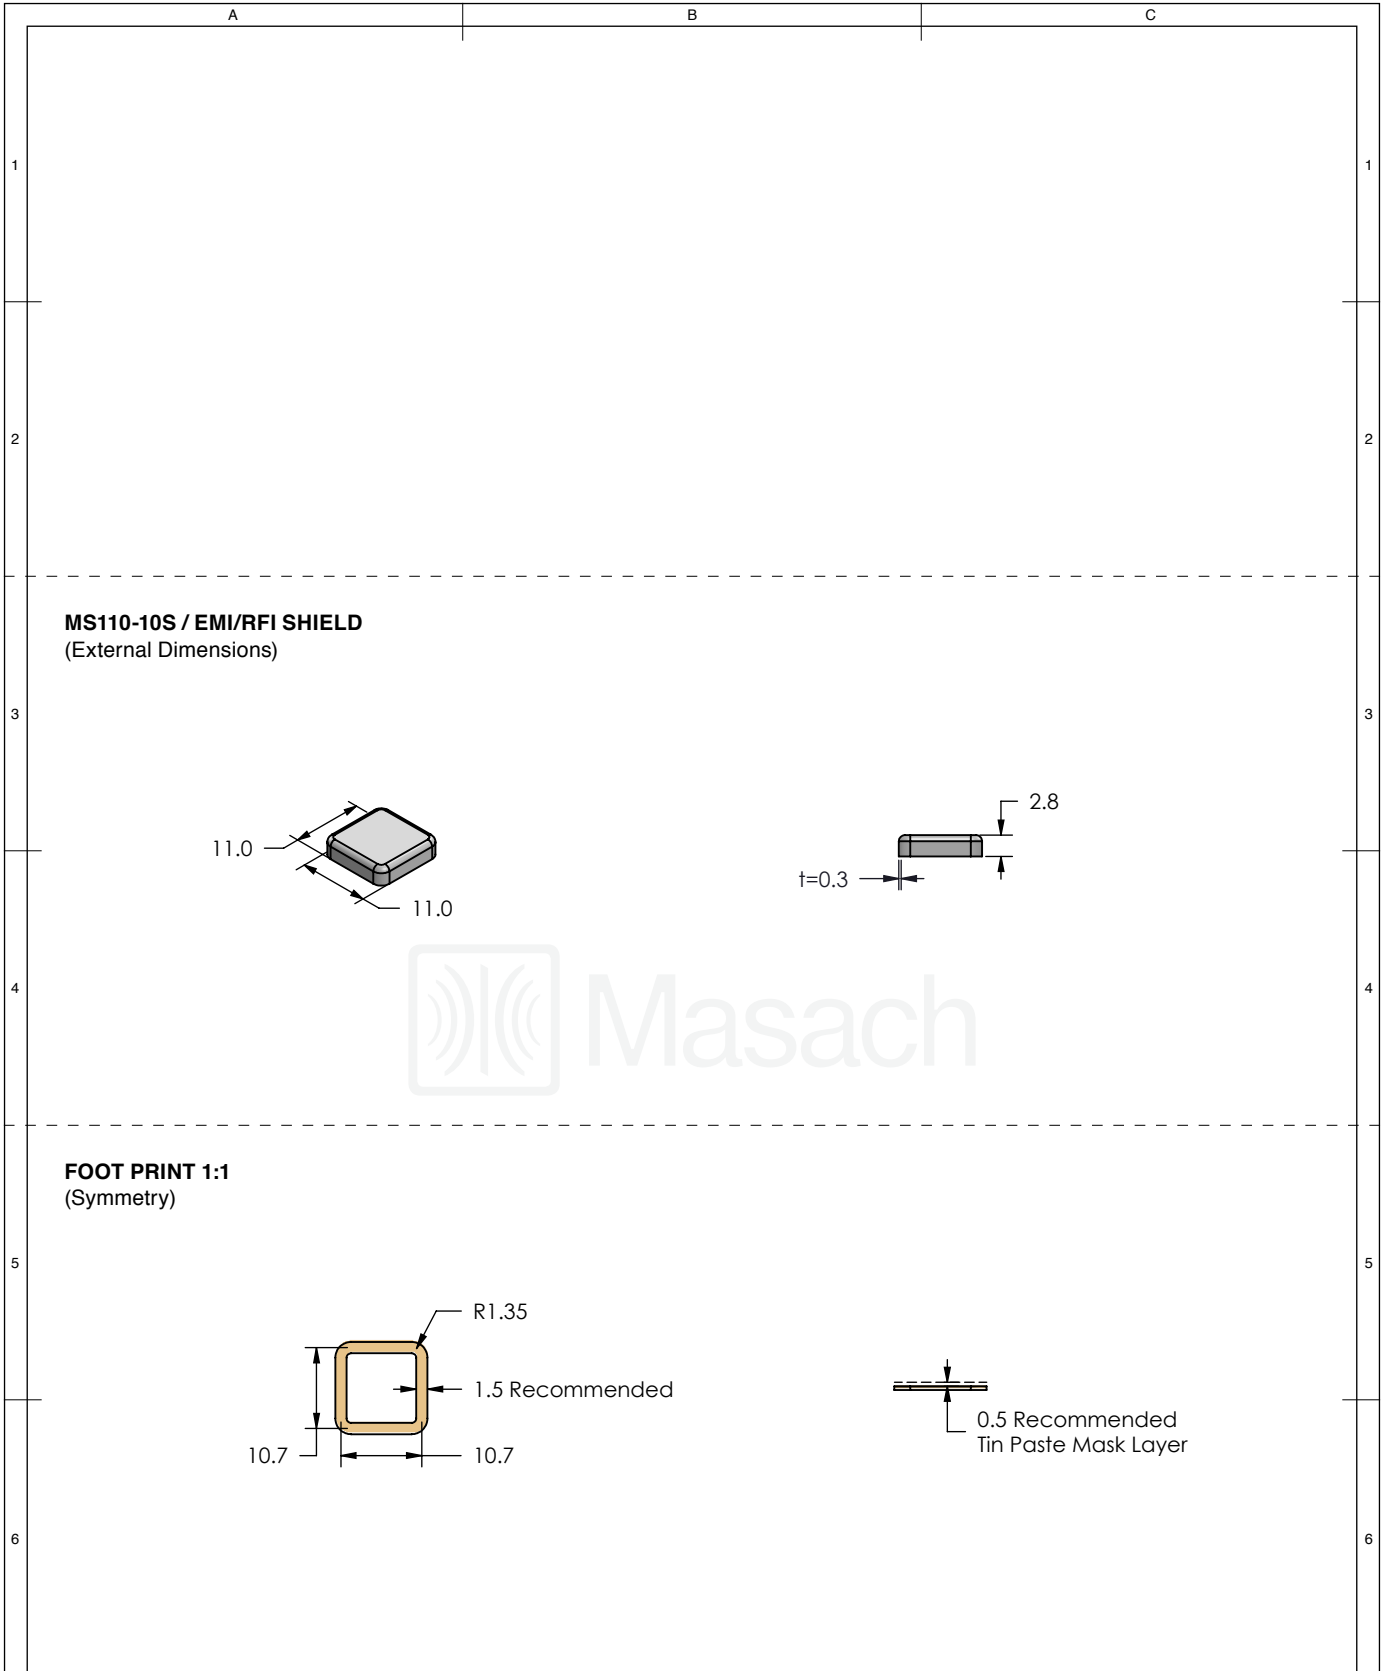 A
B
C
1
1
2
2
MS110-10S / EMI/RFI SHIELD
(External Dimensions)
3
3
11.0
11.0
2.8
t=0.3
Masach
4
4
FOOT PRINT 1:1
(Symmetry)
5
5
R1.35
1.5 Recommended
10.7
10.7
0.5 Recommended
Tin Paste Mask Layer
6
6